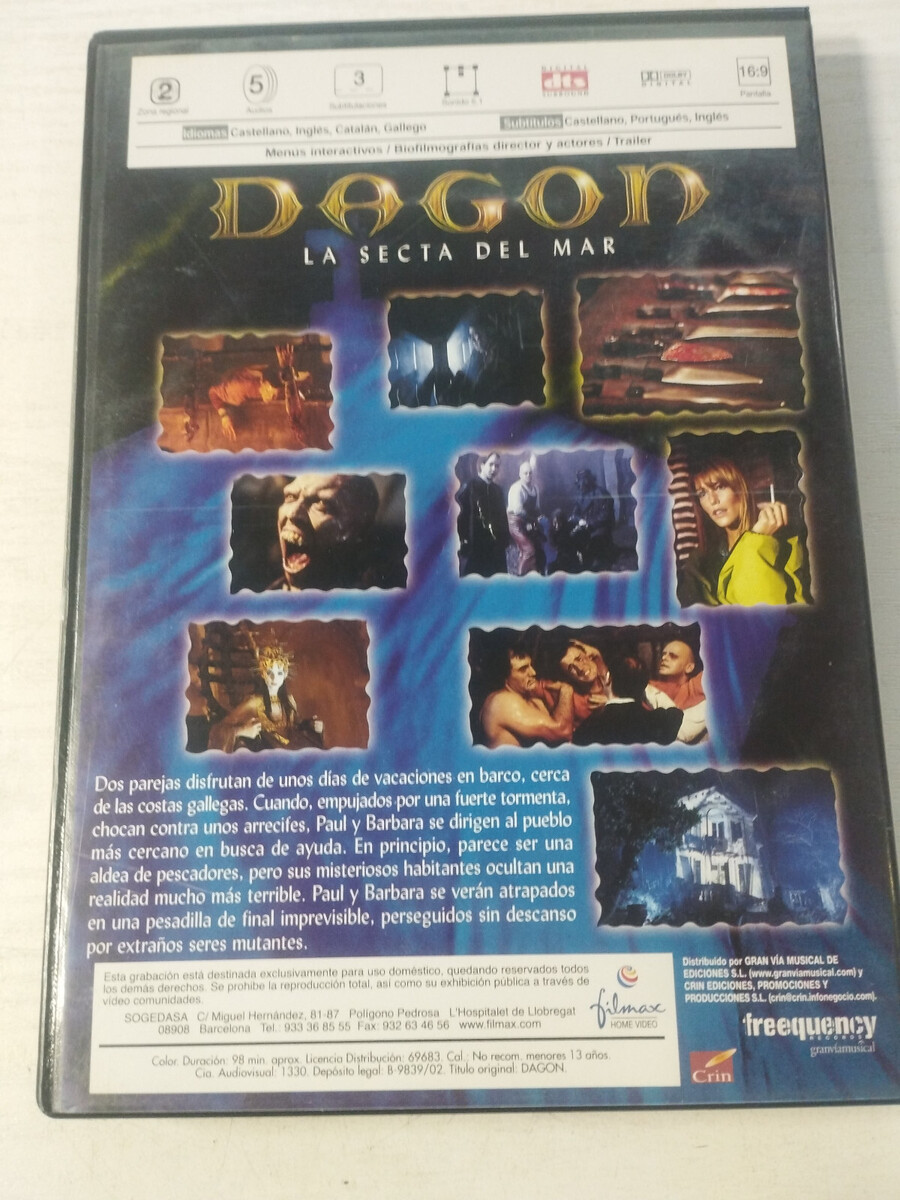 2
5
3
DIGITAL
dts
SURROUND
DOLBY
DIGITAL
16:9
Zona regional
Audios
Subtitulaciones
Sonido 5.1
Pantalla
Idiomas Castellano, Inglés, Catalán, Gallego
Subtítulos Castellano, Portugués, Inglés
Menus interactivos / Biofilmografías director y actores / Trailer
DAGON
LA SECTA DEL MAR
Dos parejas disfrutan de unos días de vacaciones en barco, cerca
de las costas gallegas. Cuando, empujados por una fuerte tormenta,
chocan contra unos arrecifes, Paul y Barbara se dirigen al pueblo
más cercano en busca de ayuda. En principio, parece ser una
aldea de pescadores, pero sus misteriosos habitantes ocultan una
realidad mucho más terrible. Paul y Barbara se verán atrapados
en una pesadilla de final imprevisible, perseguidos sin descanso
por extraños seres mutantes.
Esta grabación está destinada exclusivamente para uso doméstico, quedando reservados todos
los demás derechos. Se prohibe la reproducción total, así como su exhibición pública a través de
vídeo comunidades.
SOGEDASA C/ Miguel Hernández, 81-87 Polígono Pedrosa L'Hospitalet de Llobregat
08908 Barcelona Tel.: 933 36 85 55 Fax: 932 63 46 56 www.filmax.com
filmax
HOME VIDEO
Color. Duración: 98 min. aprox. Licencia Distribución: 69683. Cal.: No recom. menores 13 años.
Cia. Audiovisual: 1330. Depósito legal: B-9839/02. Título original: DAGON.
Distribuido por GRAN VÍA MUSICAL DE
EDICIONES S.L. (www.granviamusical.com) y
CRIN EDICIONES, PROMOCIONES Y
PRODUCCIONES S.L. (crin@crin.infonegocio.com).
freequency
RECORDS
granvíamusical
Crin